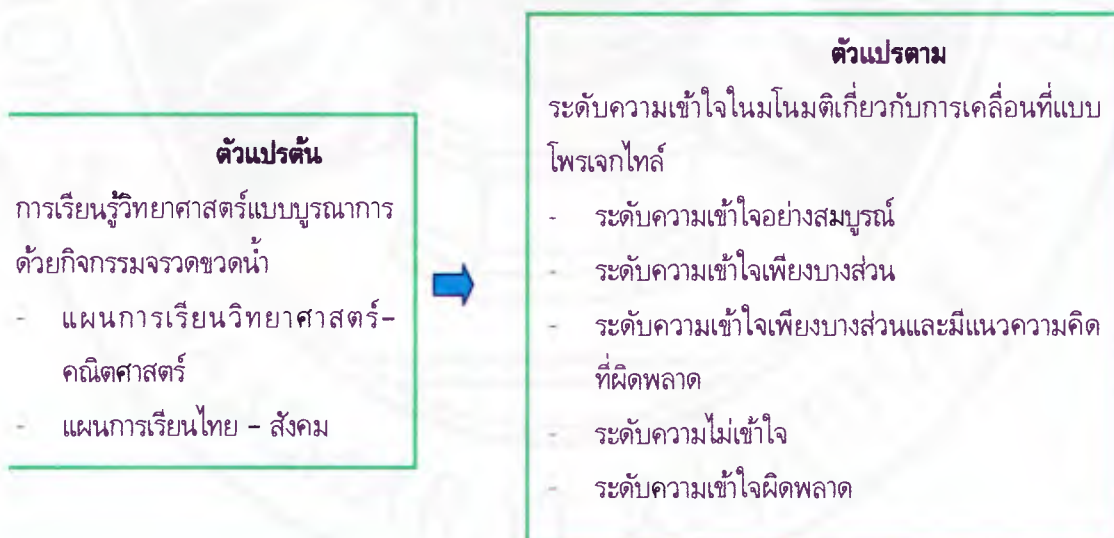 ตัวแปรต้น
การเรียนรู้วิทยาศาสตร์แบบบูรณาการ
ด้วยกิจกรรมจรวดขวดน้ำ
- แผนการเรียนวิทยาศาสตร์-
คณิตศาสตร์
- แผนการเรียนไทย - สังคม
ตัวแปรตาม
ระดับความเข้าใจในมโนมติเกี่ยวกับการเคลื่อนที่แบบ
โพรเจกไทล์
- ระดับความเข้าใจอย่างสมบูรณ์
- ระดับความเข้าใจเพียงบางส่วน
- ระดับความเข้าใจเพียงบางส่วนและมีแนวความคิด
ที่ผิดพลาด
- ระดับความไม่เข้าใจ
- ระดับความเข้าใจผิดพลาด